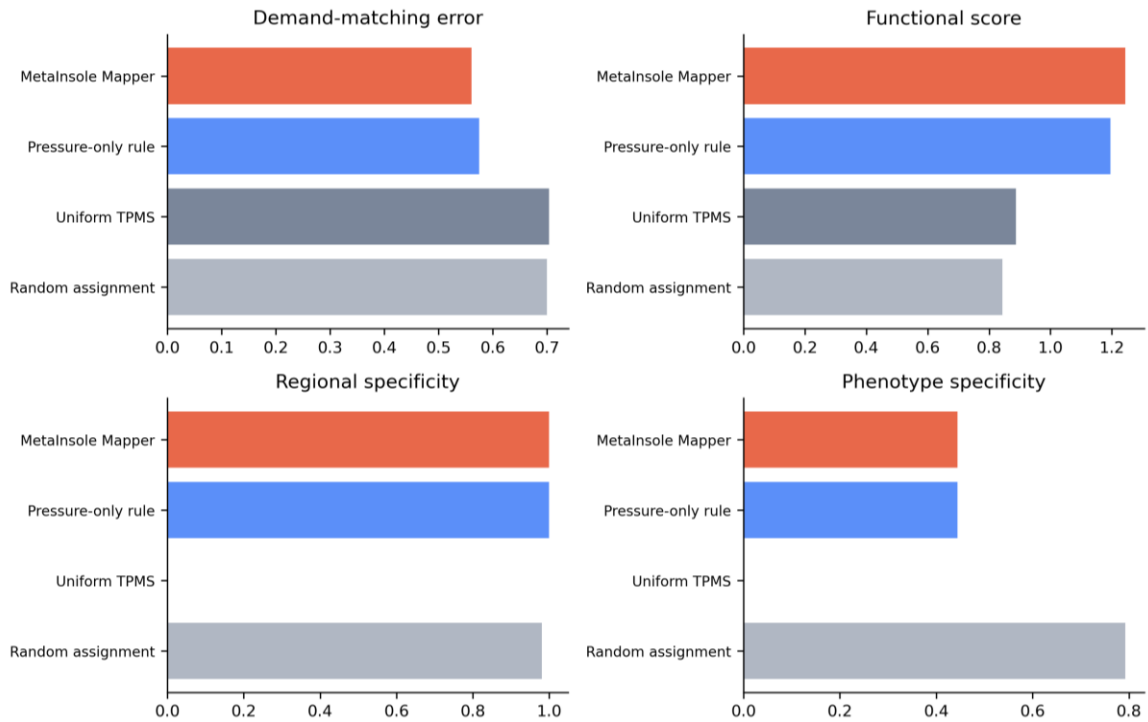 Demand-matching error
MetaInsole Mapper
Pressure-only rule
Uniform TPMS
Random assignment
0.0 0.1 0.2 0.3 0.4 0.5 0.6 0.7
Functional score
MetaInsole Mapper
Pressure-only rule
Uniform TPMS
Random assignment
0.0 0.2 0.4 0.6 0.8 1.0 1.2
Regional specificity
MetaInsole Mapper
Pressure-only rule
Uniform TPMS
Random assignment
0.0 0.2 0.4 0.6 0.8 1.0
Phenotype specificity
MetaInsole Mapper
Pressure-only rule
Uniform TPMS
Random assignment
0.0 0.2 0.4 0.6 0.8